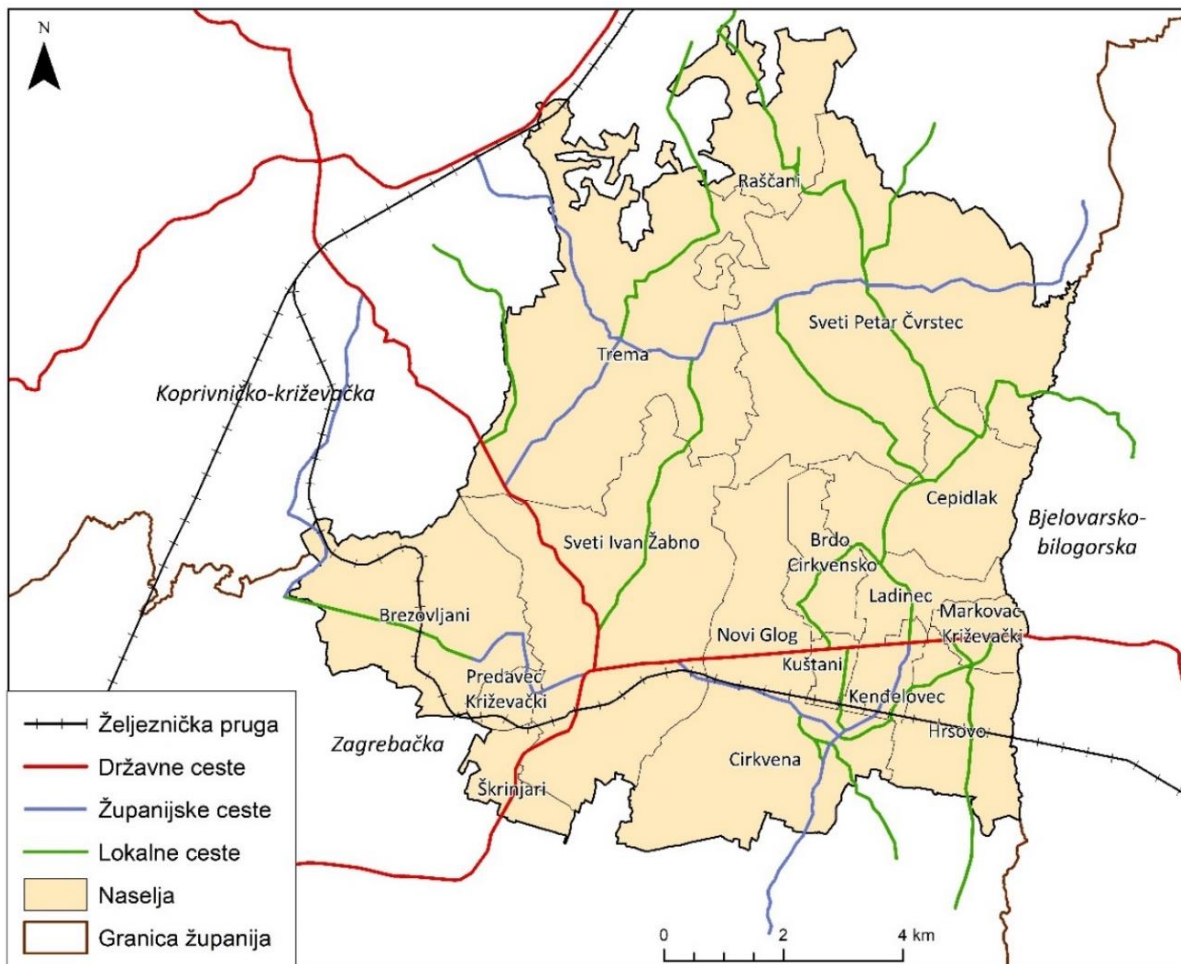 N
Raščani
Sveti Petar Čvrstec
Trema
Koprivničko-križevačka
Cepidlak
Bjelovarsko-
bilogorska
Sveti Ivan Žabno
Brdo
Cirkvensko
Ladinec
Brezovljani
Markovac
Križevački
Novi Glog
Kuštani
Predavec
Križevački
Kenđelovec
Hrsovo
Zagrebačka
Cirkvena
Škrinjari
Željeznička pruga
Državne ceste
Županijske ceste
Lokalne ceste
Naselja
Granica županija
0 2 4 km